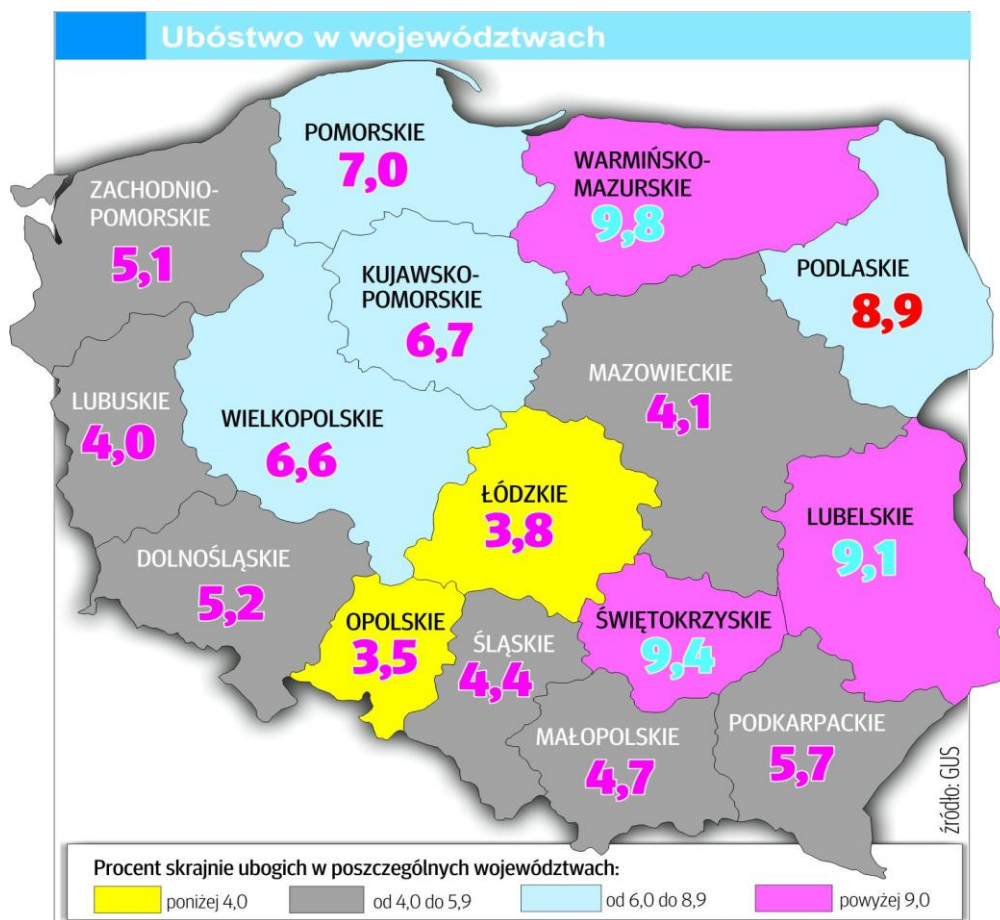 Ubóstwo w województwach
POMORSKIE
7,0
WARMIŃSKO-
MAZURSKIE
9,8
ZACHODNIO-
POMORSKIE
5,1
KUJAWSKO-
POMORSKIE
6,7
PODLASKIE
8,9
MAZOWIECKIE
4,1
LUBUSKIE
4,0
WIELKOPOLSKIE
6,6
ŁÓDZKIE
3,8
LUBELSKIE
9,1
DOLNOŚLĄSKIE
5,2
OPOLSKIE
3,5
ŚLĄSKIE
4,4
ŚWIĘTOKRZYSKIE
9,4
MAŁOPOLSKIE
4,7
PODKARPACKIE
5,7
źródło: GUS
Procent skrajnie ubogich w poszczególnych województwach:
poniżej 4,0
od 4,0 do 5,9
od 6,0 do 8,9
powyżej 9,0